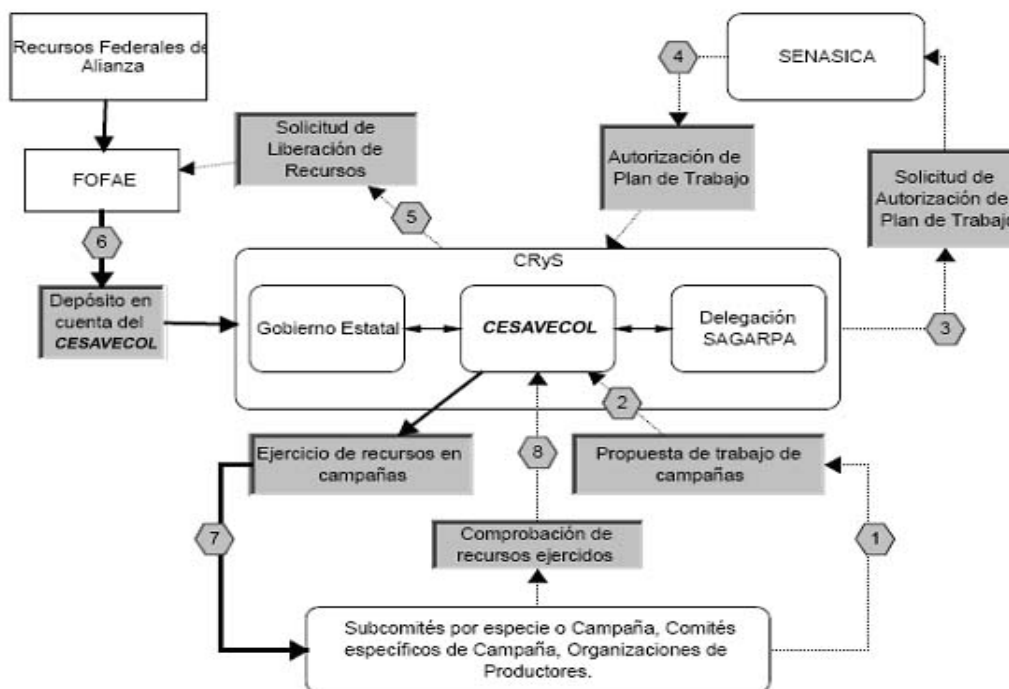 Recursos Federales de
Alianza
SENASICA
4
Solicitud de
Liberación de
Recursos
Autorización de
Plan de Trabajo
FOFAE
Solicitud de
Autorización de
Plan de Trabajo
5
6
CRyS
Depósito en
cuenta del
CESAVECOL
Gobierno Estatal
CESAVECOL
Delegación
SAGARPA
3
2
Ejercicio de recursos en
campañas
8
Propuesta de trabajo de
campañas
7
Comprobación de
recursos ejercidos
1
Subcomités por especie o Campaña, Comités
específicos de Campaña, Organizaciones de
Productores.